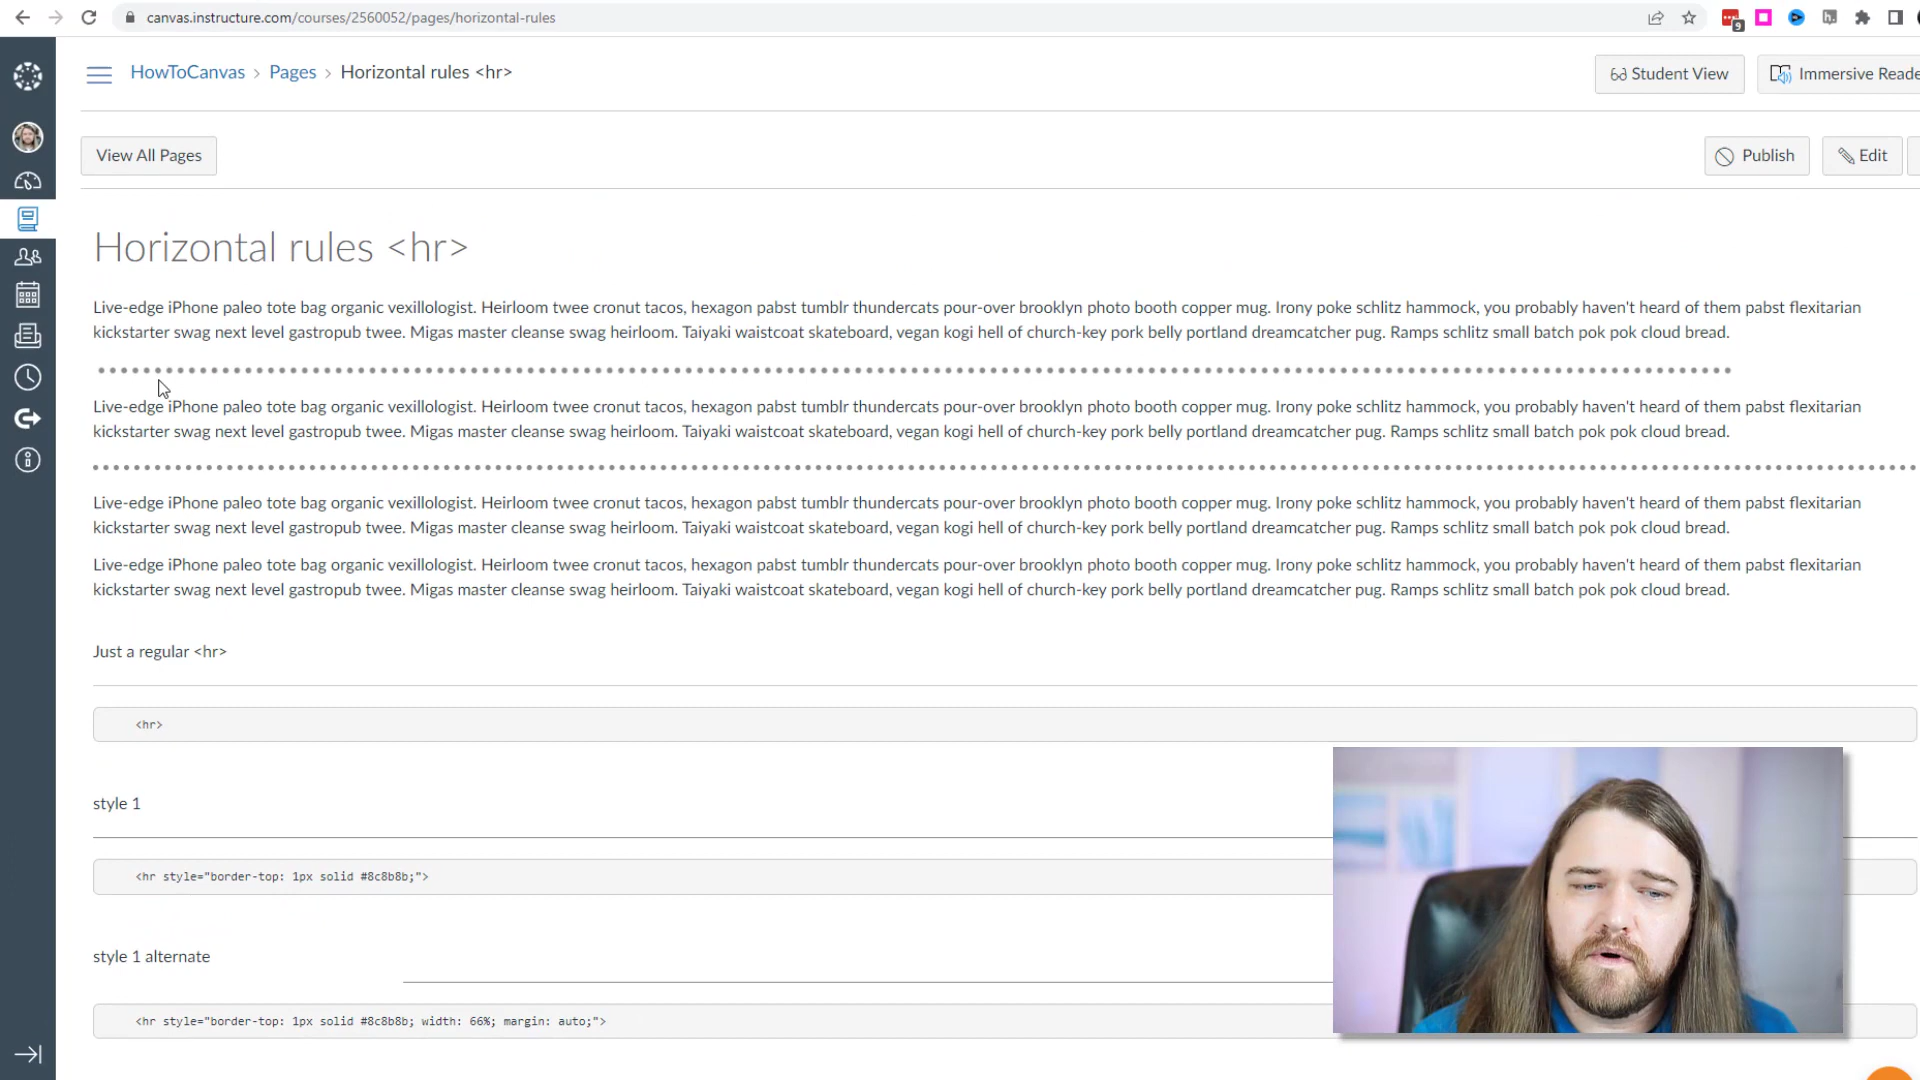 canvas.instructure.com/courses/2560052/pages/horizontal-rules
9
HowToCanvas › Pages › Horizontal rules <hr>
Student View
Immersive Reade
View All Pages
Publish
Edit
Horizontal rules <hr>
Live-edge iPhone paleo tote bag organic vexillologist. Heirloom twee cronut tacos, hexagon pabst tumblr thundercats pour-over brooklyn photo booth copper mug. Irony poke schlitz hammock, you probably haven't heard of them pabst flexitarian
kickstarter swag next level gastropub twee. Migas master cleanse swag heirloom. Taiyaki waistcoat skateboard, vegan kogi hell of church-key pork belly portland dreamcatcher pug. Ramps schlitz small batch pok pok cloud bread.
Live-edge iPhone paleo tote bag organic vexillologist. Heirloom twee cronut tacos, hexagon pabst tumblr thundercats pour-over brooklyn photo booth copper mug. Irony poke schlitz hammock, you probably haven't heard of them pabst flexitarian
kickstarter swag next level gastropub twee. Migas master cleanse swag heirloom. Taiyaki waistcoat skateboard, vegan kogi hell of church-key pork belly portland dreamcatcher pug. Ramps schlitz small batch pok pok cloud bread.
Live-edge iPhone paleo tote bag organic vexillologist. Heirloom twee cronut tacos, hexagon pabst tumblr thundercats pour-over brooklyn photo booth copper mug. Irony poke schlitz hammock, you probably haven't heard of them pabst flexitarian
kickstarter swag next level gastropub twee. Migas master cleanse swag heirloom. Taiyaki waistcoat skateboard, vegan kogi hell of church-key pork belly portland dreamcatcher pug. Ramps schlitz small batch pok pok cloud bread.
Live-edge iPhone paleo tote bag organic vexillologist. Heirloom twee cronut tacos, hexagon pabst tumblr thundercats pour-over brooklyn photo booth copper mug. Irony poke schlitz hammock, you probably haven't heard of them pabst flexitarian
kickstarter swag next level gastropub twee. Migas master cleanse swag heirloom. Taiyaki waistcoat skateboard, vegan kogi hell of church-key pork belly portland dreamcatcher pug. Ramps schlitz small batch pok pok cloud bread.
Just a regular <hr>
<hr>
style 1
<hr style="border-top: 1px solid #8c8b8b;">
style 1 alternate
<hr style="border-top: 1px solid #8c8b8b; width: 66%; margin: auto;">